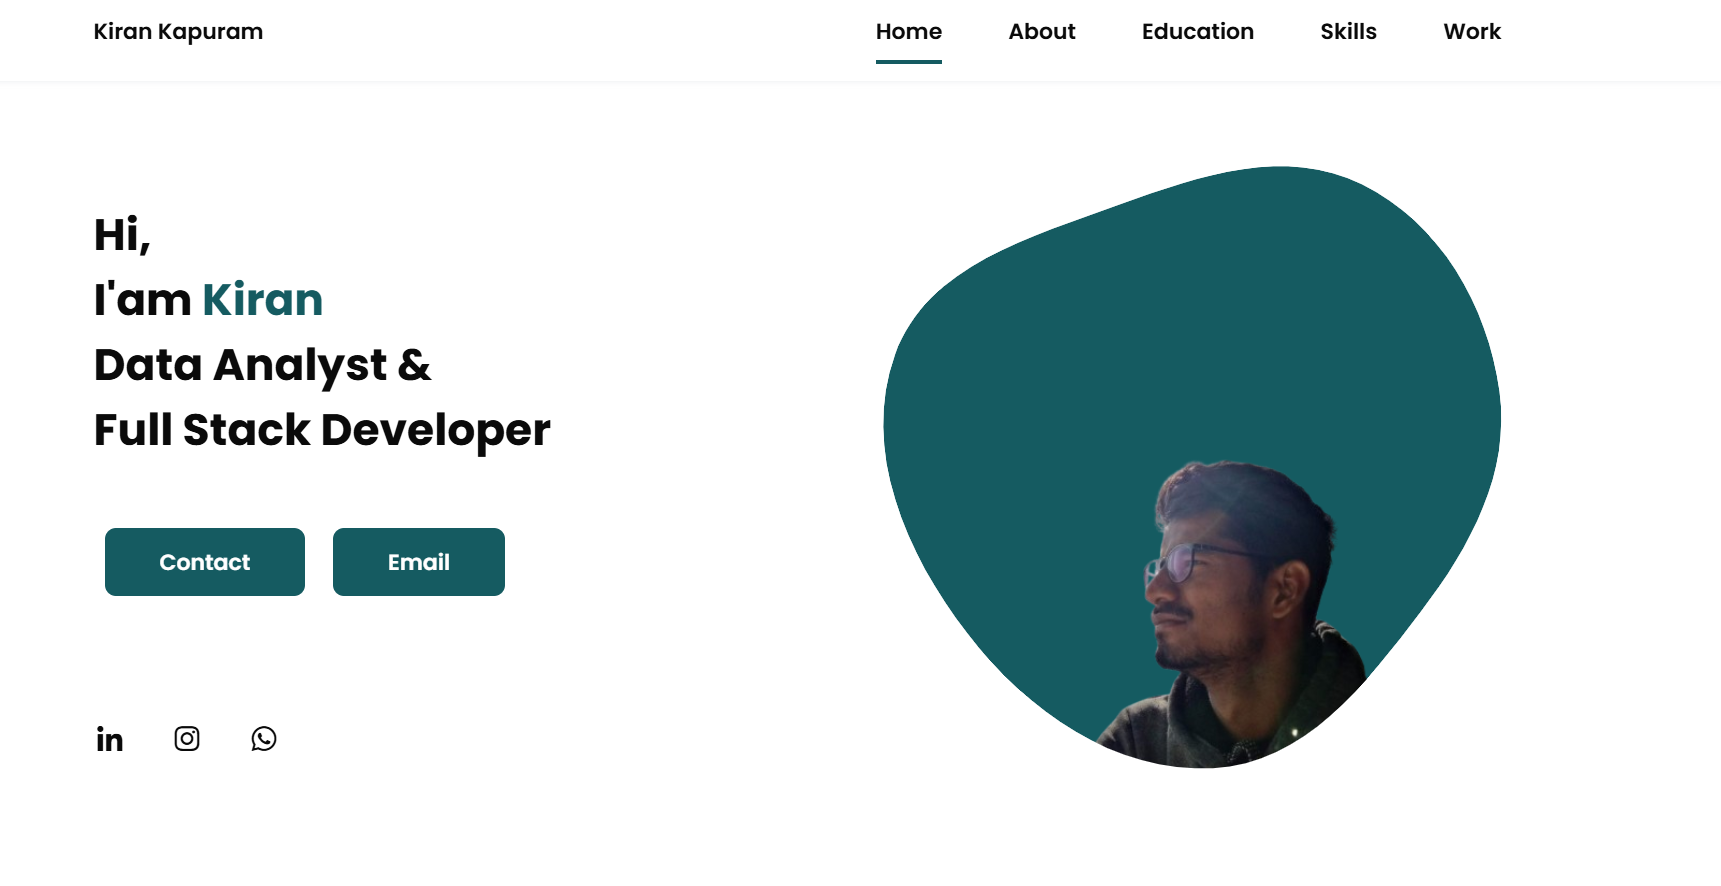 Kiran Kapuram
Home About Education Skills Work
Hi,
I'am Kiran
Data Analyst &
Full Stack Developer
Contact Email
in